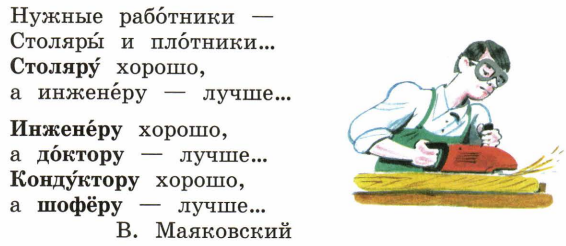 Нужные рабо́тники —
Столяры́ и пло́тники...
Столяру́ хорошо,
а инжене́ру — лучше...
Инжене́ру хорошо,
а до́ктору — лучше...
Конду́ктору хорошо,
а шофёру — лучше...
В. Маяковский